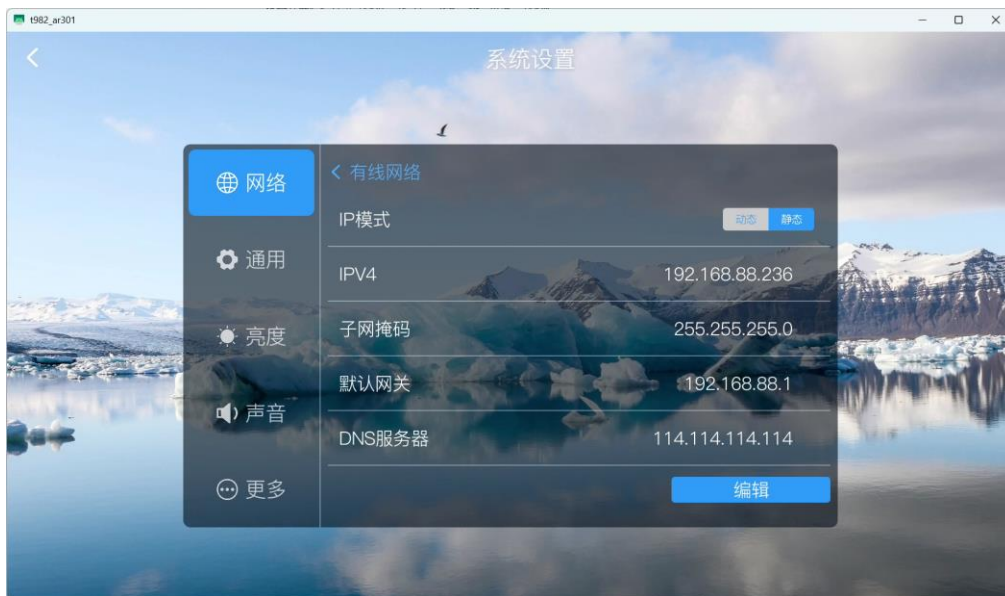 t982_ar301
系统设置
网络
通用
亮度
声音
更多
有线网络
IP模式
动态 静态
IPV4 192.168.88.236
子网掩码 255.255.255.0
默认网关 192.168.88.1
DNS服务器 114.114.114.114
编辑